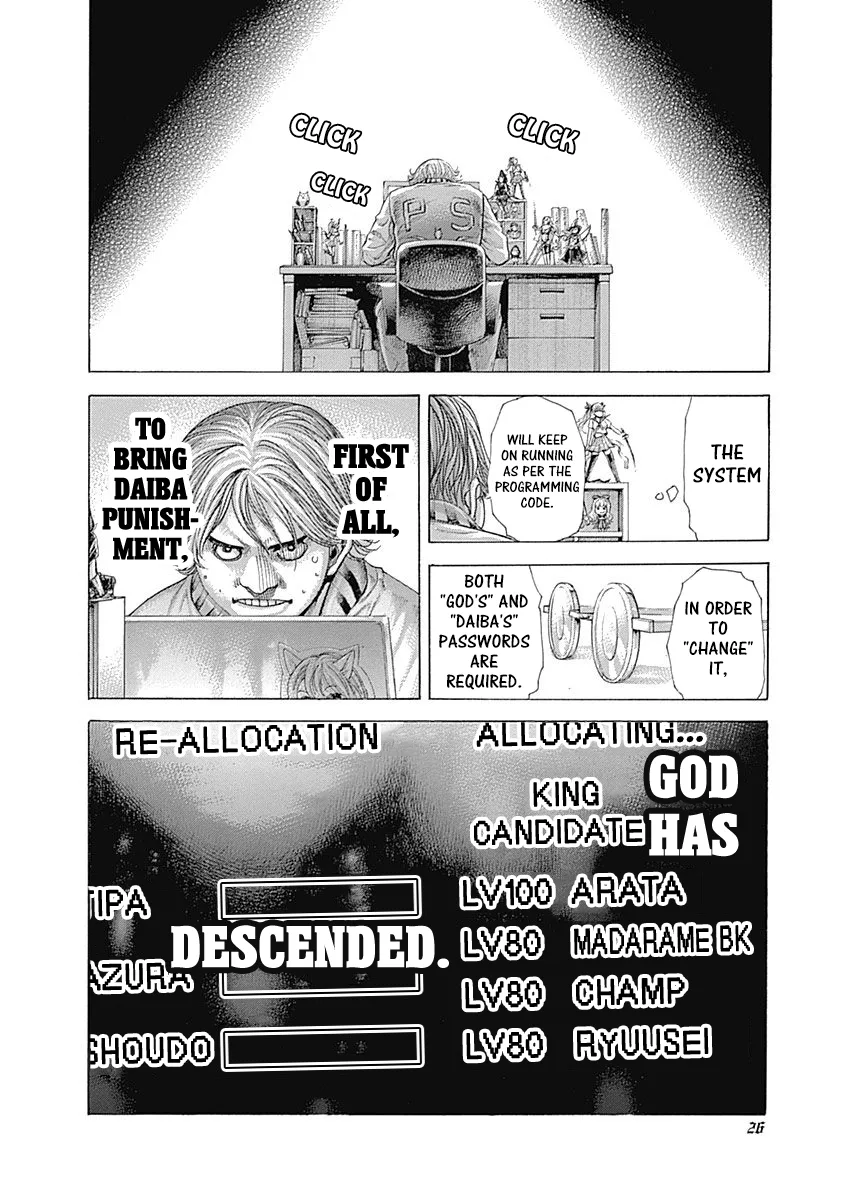 CLICK
CLICK
CLICK
P S
THE
SYSTEM
WILL KEEP
ON RUNNING
AS PER THE
PROGRAMMING
CODE.
IN ORDER
TO
"CHANGE"
IT,
BOTH
"GOD'S" AND
"DAIBA'S"
PASSWORDS
ARE
REQUIRED.
FIRST
OF
ALL,
TO
BRING
DAIBA
PUNISH-
MENT,
RE-ALLOCATION
ALLOCATING...
GOD
HAS
KING
CANDIDATE
TIPA
LV100 ARATA
DESCENDED.
LV80 MADARAME BK
AZURA
LV80 CHAMP
SHOUDO
LV80 RYUUSEI
26